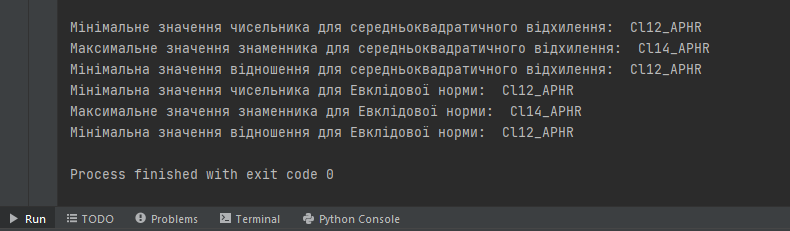 Мінімальне значення чисельника для середньоквадратичного відхилення:  Cl12_APHR
Максимальне значення знаменника для середньоквадратичного відхилення:  Cl14_APHR
Мінімальна значення відношення для середньоквадратичного відхилення:  Cl12_APHR
Мінімальне значення чисельника для Евклідової норми:  Cl12_APHR
Максимальне значення знаменника для Евклідової норми:  Cl14_APHR
Мінімальна значення відношення для Евклідової норми:  Cl12_APHR
Process finished with exit code 0
Run TODO Problems Terminal Python Console